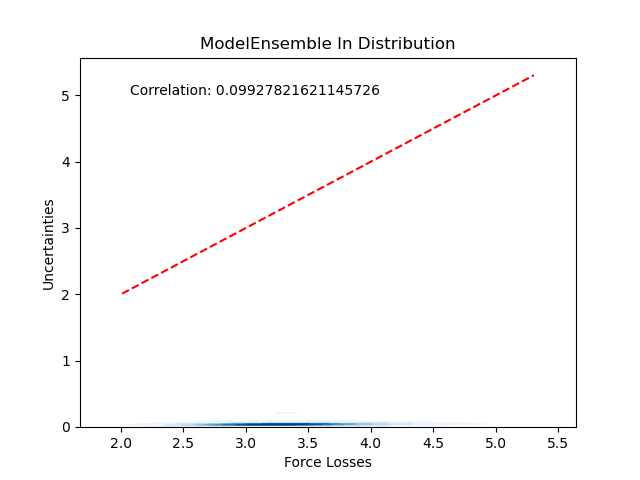 ModelEnsemble In Distribution
Correlation: 0.09927821621145726
Uncertainties
5
4
3
2
1
0
2.0 2.5 3.0 3.5 4.0 4.5 5.0 5.5
Force Losses